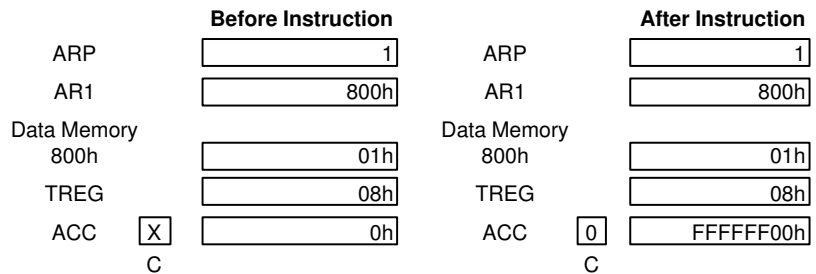 Before Instruction After Instruction
ARP 1 ARP 1
AR1 800h AR1 800h
Data Memory Data Memory
800h 01h 800h 01h
TREG 08h TREG 08h
ACC X 0h ACC 0 FFFFFF00h
C C